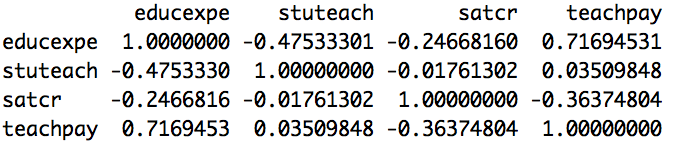 educexpe stuteach satcr teachpay
educexpe 1.0000000 -0.47533301 -0.24668160 0.71694531
stuteach -0.4753330 1.00000000 -0.01761302 0.03509848
satcr -0.2466816 -0.01761302 1.00000000 -0.36374804
teachpay 0.7169453 0.03509848 -0.36374804 1.00000000